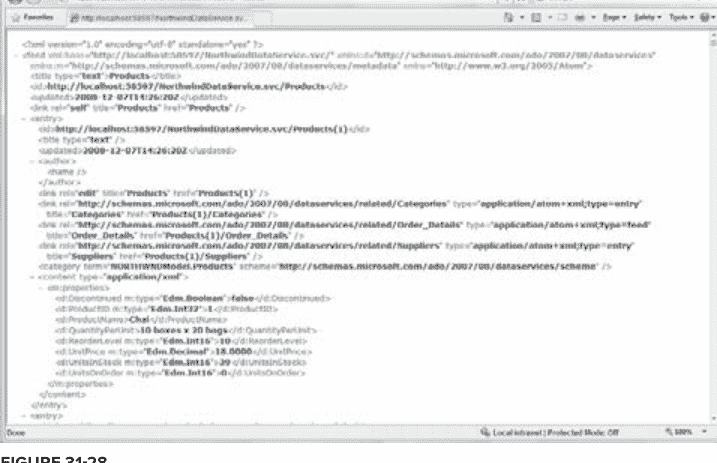 Favorites http://localhost:58597/NorthwindDataService.sv... Page Safety Tools
<?xml version="1.0" encoding="utf-8" standalone="yes" ?>
- <feed xml:base="http://localhost:58597/NorthwindDataService.svc/" xmlns:d="http://schemas.microsoft.com/ado/2007/08/dataservices"
xmlns:m="http://schemas.microsoft.com/ado/2007/08/dataservices/metadata" xmlns="http://www.w3.org/2005/Atom">
<title type="text">Products</title>
<id>http://localhost:58597/NorthwindDataService.svc/Products</id>
<updated>2008-12-07T14:26:20Z</updated>
<link rel="self" title="Products" href="Products" />
- <entry>
<id>http://localhost:58597/NorthwindDataService.svc/Products(1)</id>
<title type="text" />
<updated>2008-12-07T14:26:20Z</updated>
- <author>
<name />
</author>
<link rel="edit" title="Products" href="Products(1)" />
<link rel="http://schemas.microsoft.com/ado/2007/08/dataservices/related/Categories" type="application/atom+xml;type=entry"
title="Categories" href="Products(1)/Categories" />
<link rel="http://schemas.microsoft.com/ado/2007/08/dataservices/related/Order_Details" type="application/atom+xml;type=feed"
title="Order_Details" href="Products(1)/Order_Details" />
<link rel="http://schemas.microsoft.com/ado/2007/08/dataservices/related/Suppliers" type="application/atom+xml;type=entry"
title="Suppliers" href="Products(1)/Suppliers" />
<category term="NORTHWNDModel.Products" scheme="http://schemas.microsoft.com/ado/2007/08/dataservices/scheme" />
- <content type="application/xml">
- <m:properties>
<d:Discontinued m:type="Edm.Boolean">false</d:Discontinued>
<d:ProductID m:type="Edm.Int32">1</d:ProductID>
<d:ProductName>Chai</d:ProductName>
<d:QuantityPerUnit>10 boxes x 20 bags</d:QuantityPerUnit>
<d:ReorderLevel m:type="Edm.Int16">10</d:ReorderLevel>
<d:UnitPrice m:type="Edm.Decimal">18.0000</d:UnitPrice>
<d:UnitsInStock m:type="Edm.Int16">39</d:UnitsInStock>
<d:UnitsOnOrder m:type="Edm.Int16">0</d:UnitsOnOrder>
</m:properties>
</content>
</entry>
- <entry>
Done Local intranet | Protected Mode: Off 100%
FIGURE 31-28